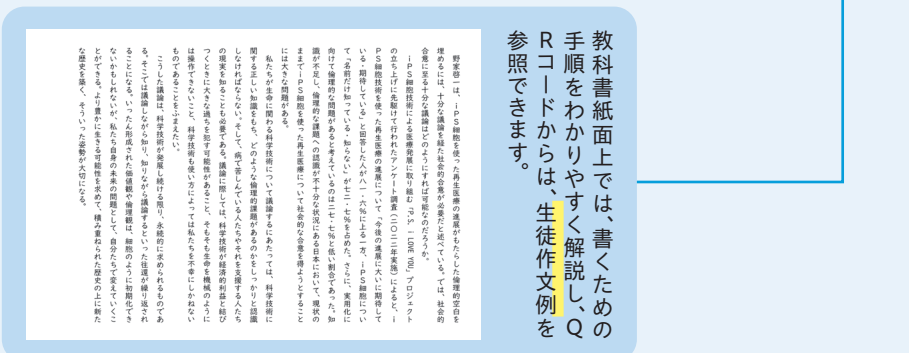 教科書紙面上では、書くための
手順をわかりやすく解説し、Q
Rコードからは、生徒作文例を
参照できます。
野家啓一は、iPS細胞を使った再生医療の進展がもたらした倫理的空白を
埋めるには、十分な議論を経た社会的合意が必要だと述べている。では、社会的
合意に至る十分な議論はどのようにすれば可能なのだろうか。
iPS細胞技術による医療発展に取り組む「P.S. i LOVE YOU」プロジェクト
の立ち上げに先駆けて行われたアンケート調査（二〇二二年実施）によると、i
PS細胞技術を使った再生医療の進展について、「今後の進展に大いに期待して
いる・期待している」と回答した人が八一・六％に上る一方、iPS細胞につい
て「名前だけ知っている・知らない」が七二・七％を占めた。さらに、実用化に
向けて倫理的な問題があると考えているのは二七・七％と低い割合であった。知
識が不足し、倫理的な課題への認識が不十分な状況にある日本において、現状の
ままでiPS細胞を使った再生医療について社会的な合意を得ようとすること
には大きな問題がある。
私たちが生命に関わる科学技術について議論するにあたっては、科学技術に
関する正しい知識をもち、どのような倫理的課題があるのかをしっかりと認識
しなければならない。そして、病で苦しんでいる人たちやそれを支援する人たち
の現実を知ることも必要である。議論に際しては、科学技術が経済的利益と結び
つくときに大きな過ちを犯す可能性があること、そもそも生命を機械のように
は操作できないこと、科学技術も使い方によっては私たちを不幸にしかねない
ものであることをふまえたい。
こうした議論は、科学技術が発展し続ける限り、永続的に求められるものであ
る。そこでは議論しながら知り、知りながら議論するといった往還が繰り返され
ることになる。いったん形成された価値観や倫理観は、細胞のように初期化でき
ないかもしれないが、私たち自身の未来の問題として、自分たちで変えていくこ
とができる。より豊かに生きる可能性を求めて、積み重ねられた歴史の上に新た
な歴史を築く、そういった姿勢が大切になる。